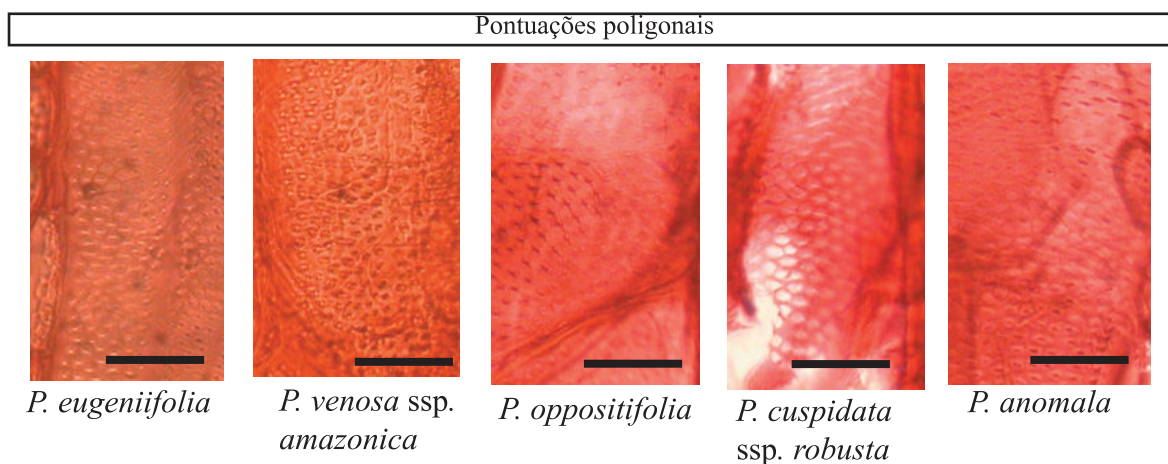 Pontuações poligonais
P. eugeniifolia
P. venosa ssp.
amazonica
P. oppositifolia
P. cuspidata
ssp. robusta
P. anomala